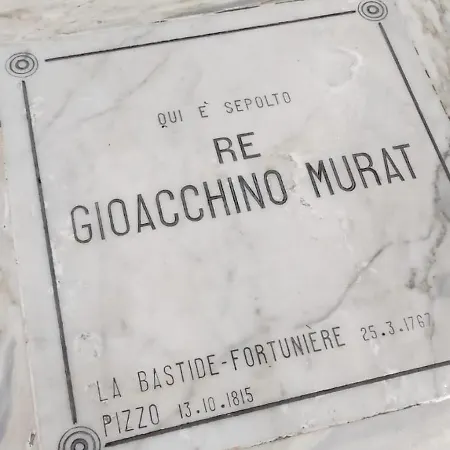 QUI È SEPOLTO
RE
GIOACCHINO MURAT
LA BASTIDE-FORTUNIÈRE 25.3.1767
PIZZO 13.10.1815